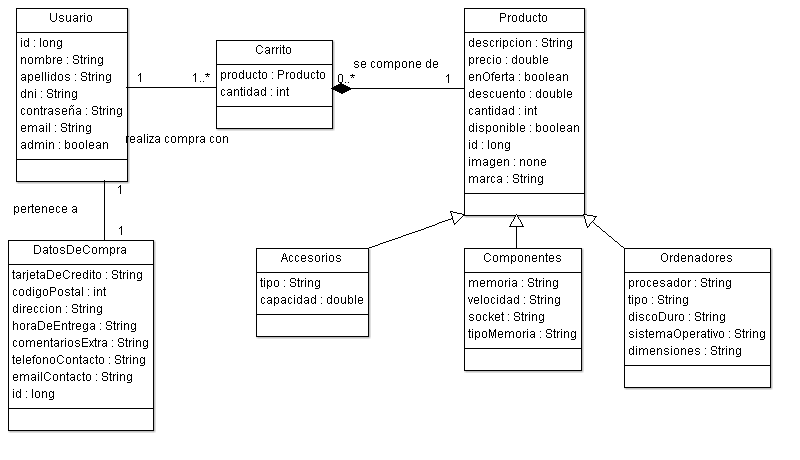 Usuario
id : long
nombre : String
apellidos : String
dni : String
contraseña : String
email : String
admin : boolean
1
1..*
realiza compra con
Carrito
producto : Producto
cantidad : int
0..*
se compone de
1
Producto
descripcion : String
precio : double
enOferta : boolean
descuento : double
cantidad : int
disponible : boolean
id : long
imagen : none
marca : String
1
pertenece a
1
DatosDeCompra
tarjetaDeCredito : String
codigoPostal : int
direccion : String
horaDeEntrega : String
comentariosExtra : String
telefonoContacto : String
emailContacto : String
id : long
Accesorios
tipo : String
capacidad : double
Componentes
memoria : String
velocidad : String
socket : String
tipoMemoria : String
Ordenadores
procesador : String
tipo : String
discoDuro : String
sistemaOperativo : String
dimensiones : String